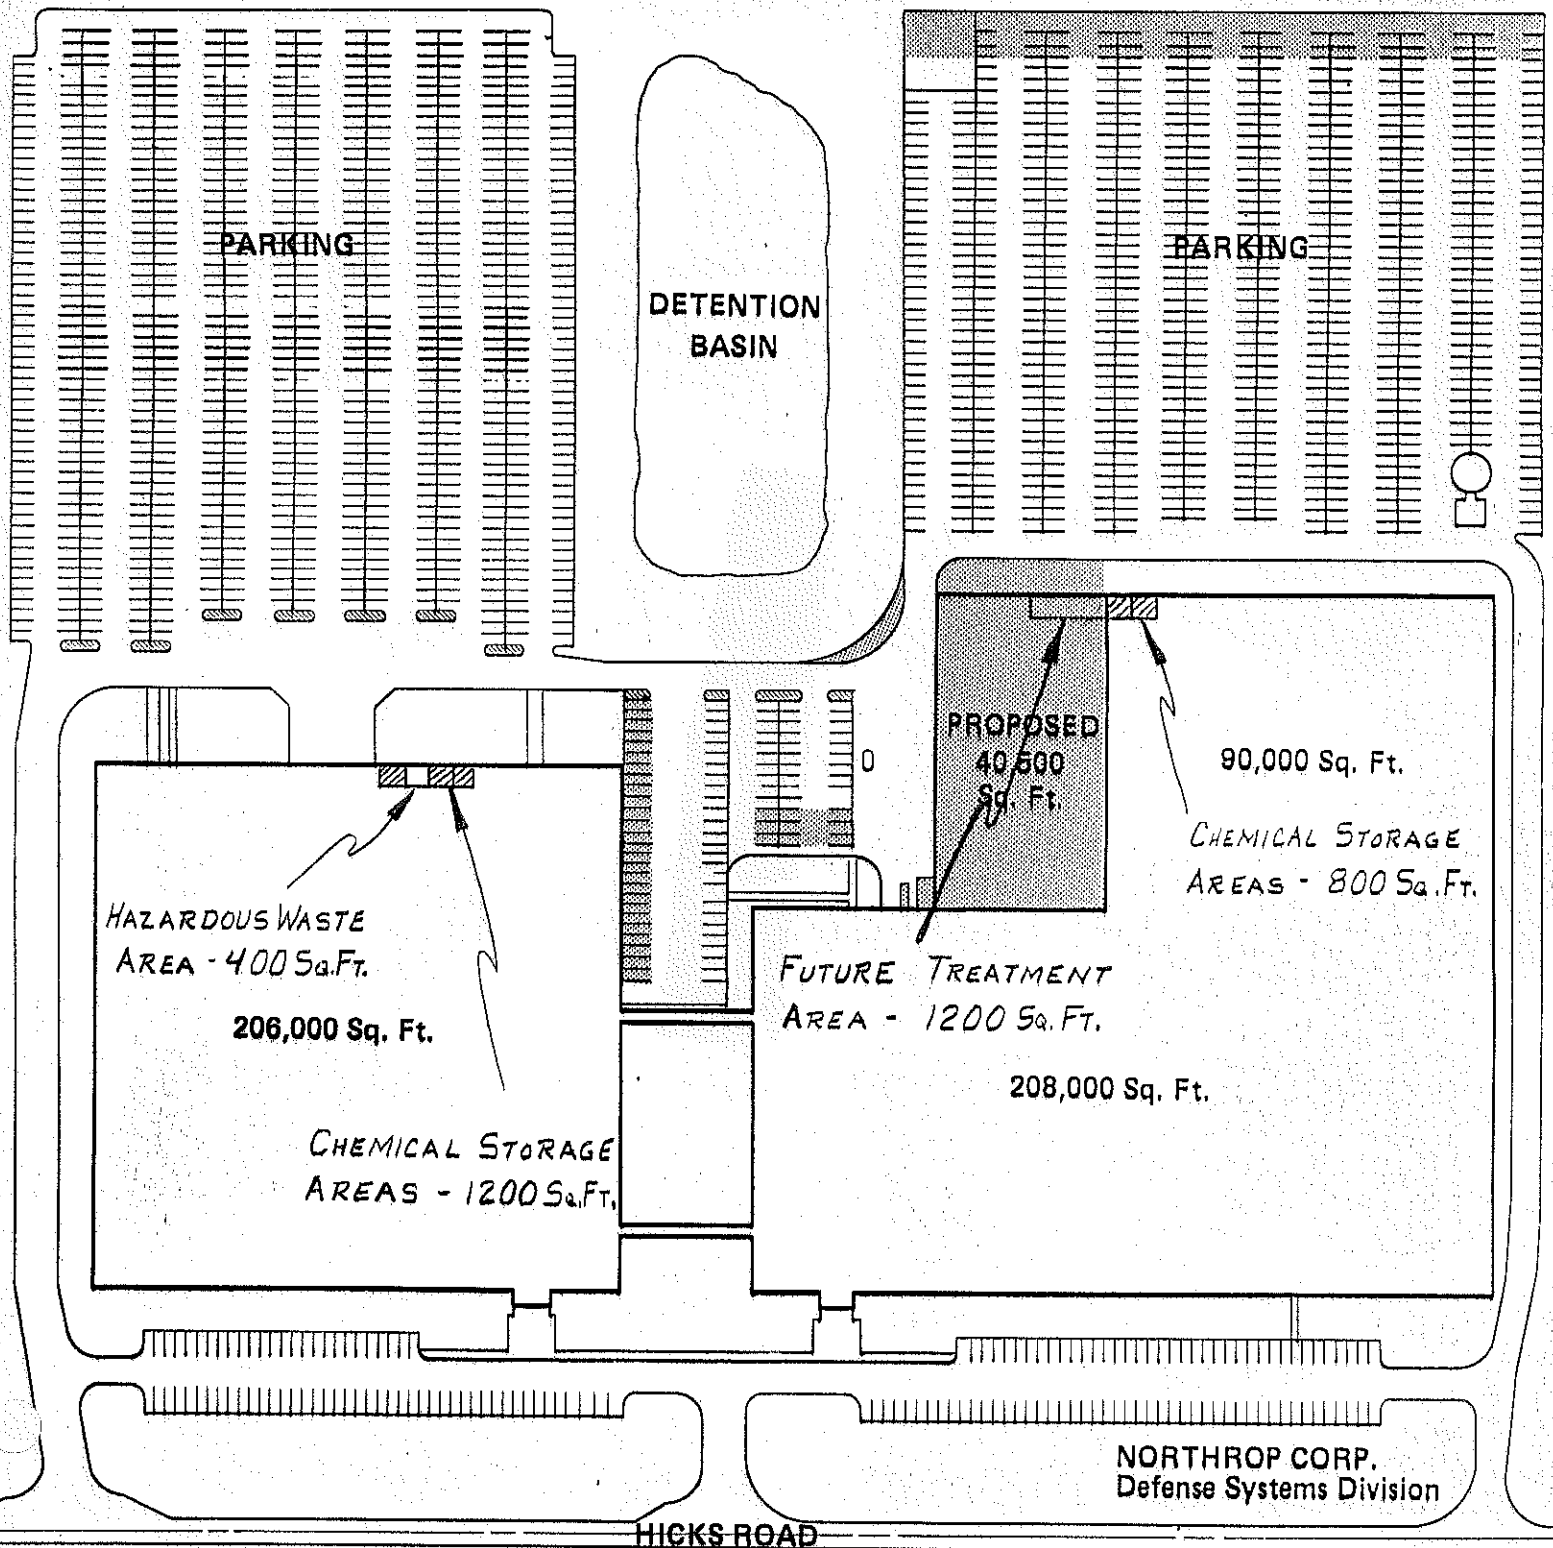 PARKING
PARKING
DETENTION
BASIN
PROPOSED
40,500
Sq. Ft.
90,000 Sq. Ft.
CHEMICAL STORAGE
AREAS - 800 SQ. FT.
HAZARDOUS WASTE
AREA - 400 SQ. FT.
206,000 Sq. Ft.
FUTURE TREATMENT
AREA - 1200 SQ. FT.
208,000 Sq. Ft.
CHEMICAL STORAGE
AREAS - 1200 SQ. FT.
NORTHROP CORP.
Defense Systems Division
HICKS ROAD